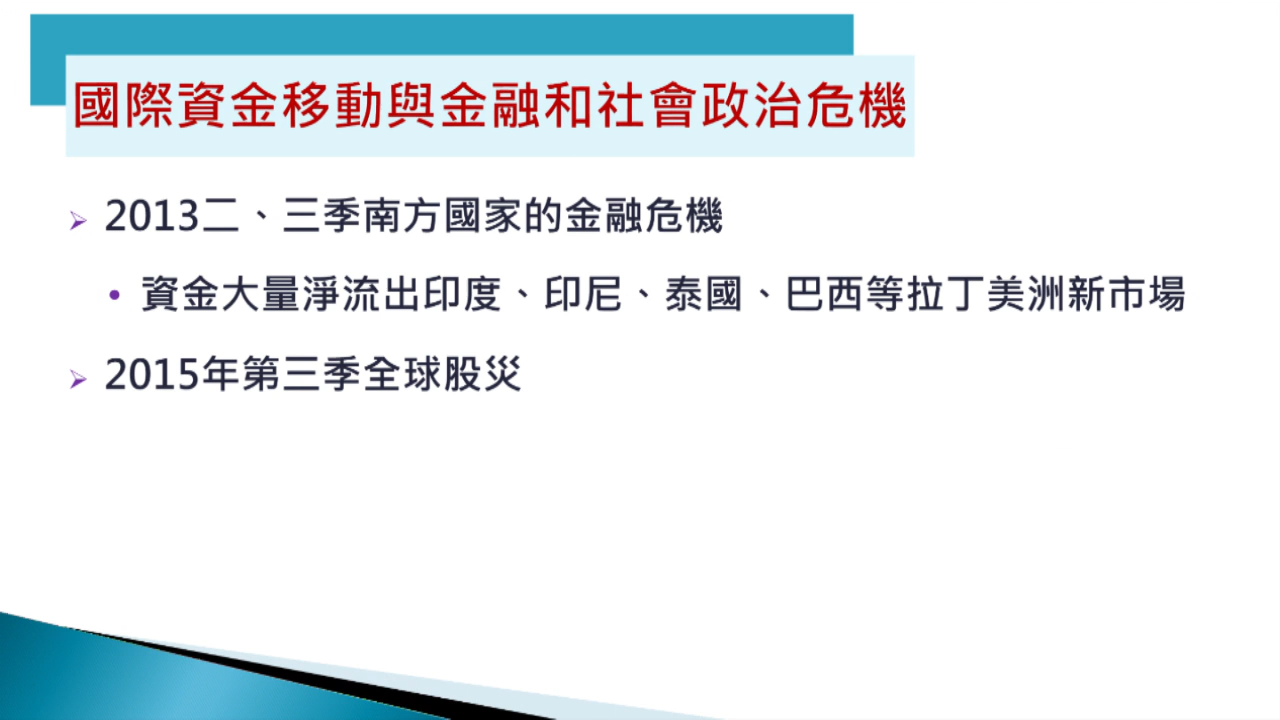 國際資金移動與金融和社會政治危機
2013二、三季南方國家的金融危機
資金大量淨流出印度、印尼、泰國、巴西等拉丁美洲新市場
2015年第三季全球股災